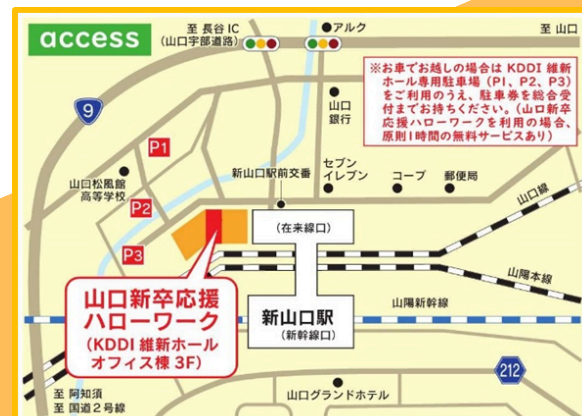 access
至 長谷 IC
(山口宇部道路)
アルク
至 山口
※お車でお越しの場合は KDDI 維新
ホール専用駐車場（P1、P2、P3）
をご利用のうえ、駐車券を総合受
付までお持ちください。（山口新卒
応援ハローワークを利用の場合、
原則1時間の無料サービスあり）
9
山口
銀行
P1
山口松風館
高等学校
新山口駅前交番
セブン
イレブン
コープ
郵便局
山口線
P2
(在来線口)
P3
山陽本線
山口新卒応援
ハローワーク
(KDDI 維新ホール
オフィス棟 3F)
新山口駅
(新幹線口)
山陽新幹線
212
至 阿知須
至 国道2号線
山口グランドホテル